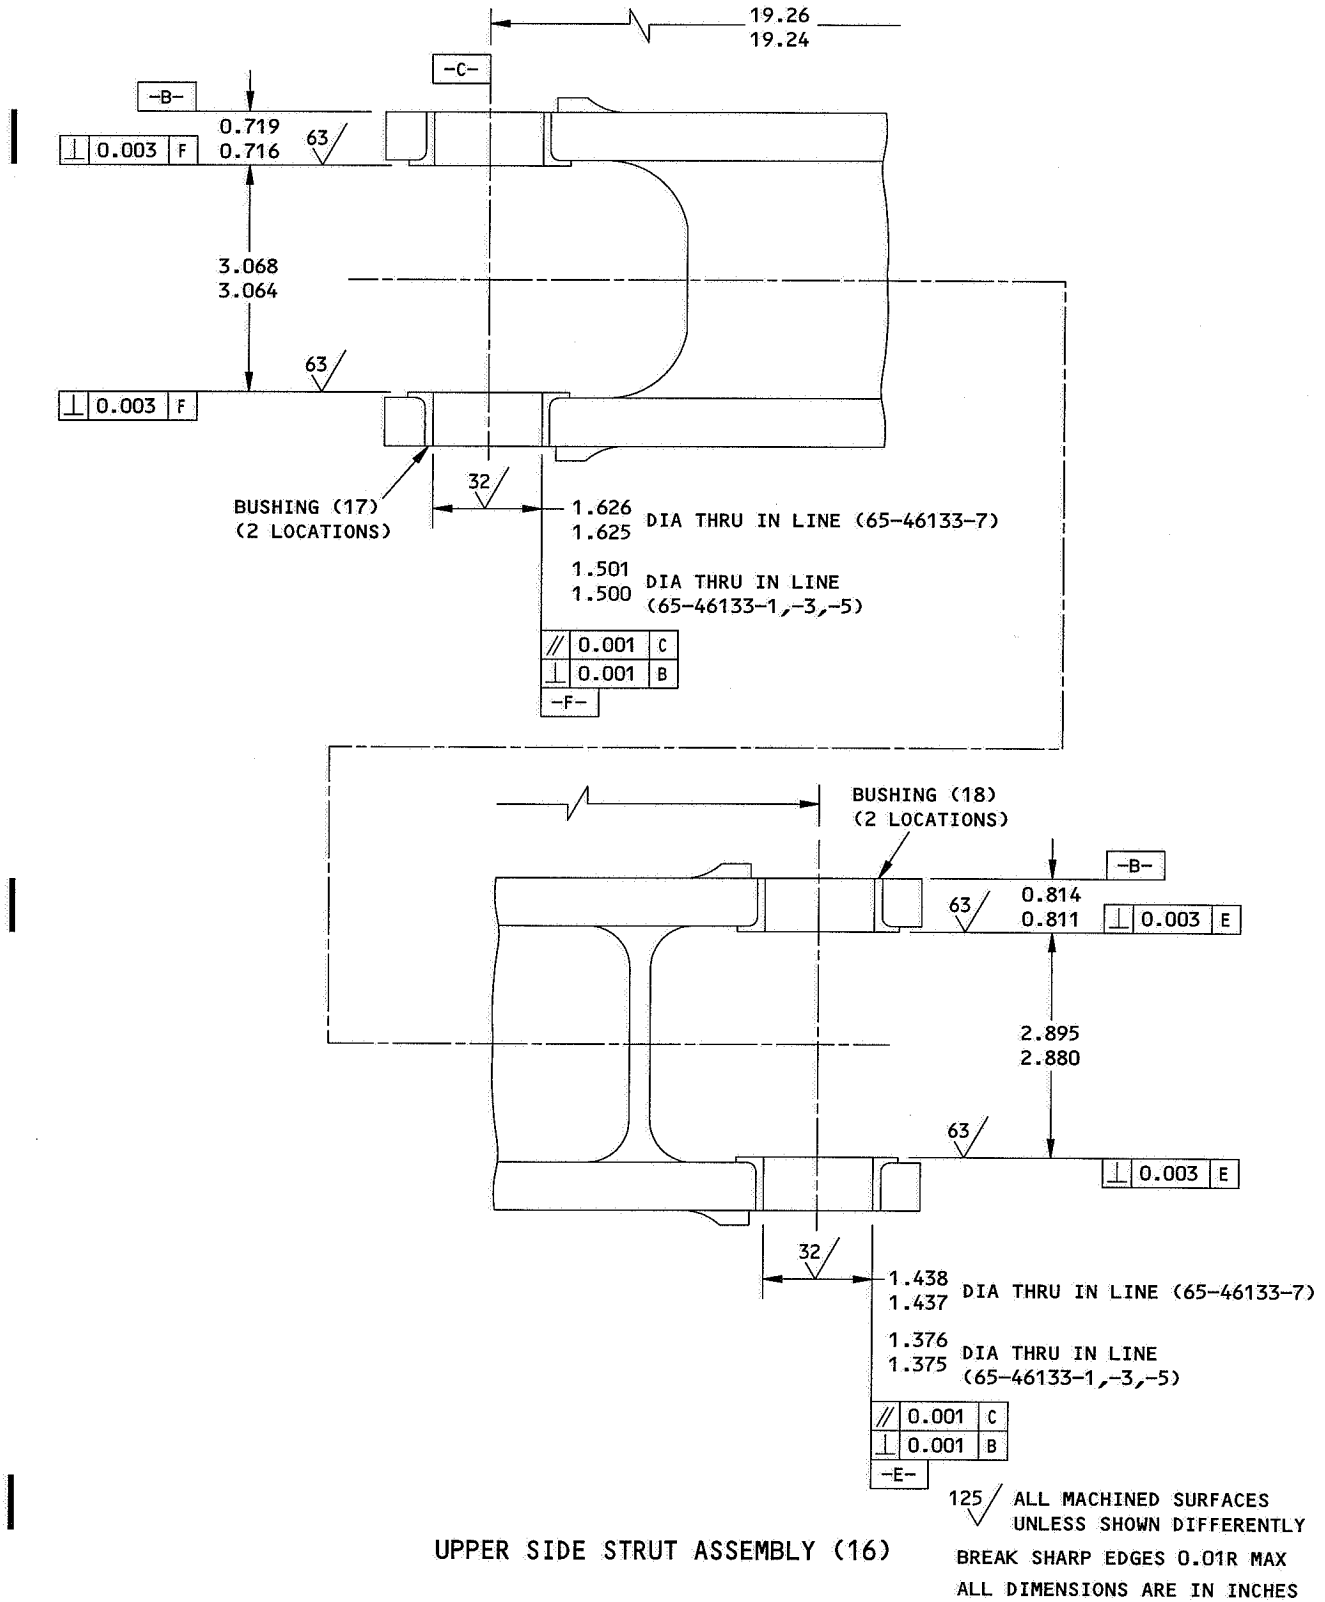 19.26
19.24
-C-
-B-
0.719
0.716
63
⊥ 0.003 F
3.068
3.064
63
⊥ 0.003 F
32
BUSHING (17)
(2 LOCATIONS)
1.626
1.625
DIA THRU IN LINE (65-46133-7)
1.501
1.500
DIA THRU IN LINE
(65-46133-1,-3,-5)
// 0.001 C
⊥ 0.001 B
-F-
BUSHING (18)
(2 LOCATIONS)
-B-
63
0.814
0.811
⊥ 0.003 E
2.895
2.880
63
⊥ 0.003 E
32
1.438
1.437
DIA THRU IN LINE (65-46133-7)
1.376
1.375
DIA THRU IN LINE
(65-46133-1,-3,-5)
// 0.001 C
⊥ 0.001 B
-E-
125 ALL MACHINED SURFACES
UNLESS SHOWN DIFFERENTLY
UPPER SIDE STRUT ASSEMBLY (16)
BREAK SHARP EDGES 0.01R MAX
ALL DIMENSIONS ARE IN INCHES